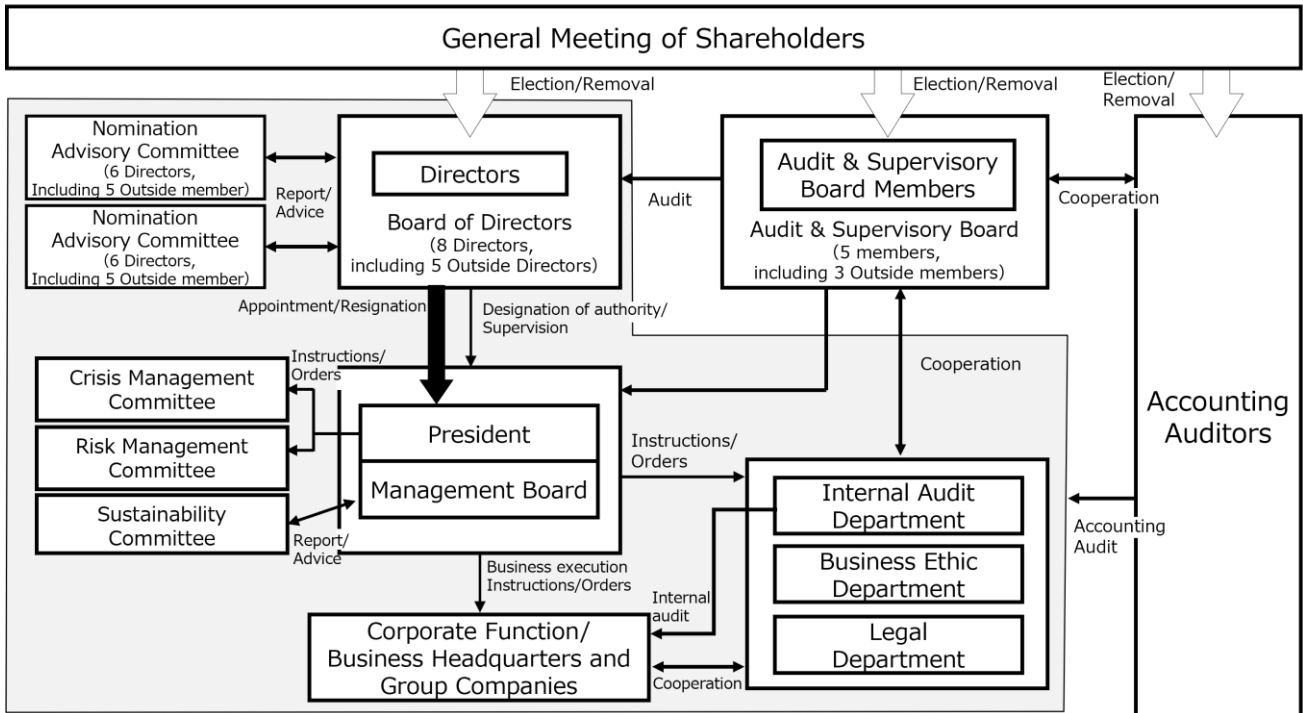 General Meeting of Shareholders
Election/Removal
Election/Removal
Election/
Removal
Nomination
Advisory Committee
(6 Directors,
Including 5 Outside member)
Nomination
Advisory Committee
(6 Directors,
Including 5 Outside member)
Report/
Advice
Directors
Board of Directors
(8 Directors,
including 5 Outside Directors)
Audit
Audit & Supervisory
Board Members
Audit & Supervisory Board
(5 members,
including 3 Outside members)
Cooperation
Accounting
Auditors
Appointment/Resignation
Designation of authority/
Supervision
Cooperation
Instructions/
Orders
Crisis Management
Committee
Risk Management
Committee
Sustainability
Committee
Report/
Advice
President
Management Board
Instructions/
Orders
Internal Audit
Department
Business Ethic
Department
Legal
Department
Accounting
Audit
Business execution
Instructions/Orders
Internal
audit
Corporate Function/
Business Headquarters and
Group Companies
Cooperation